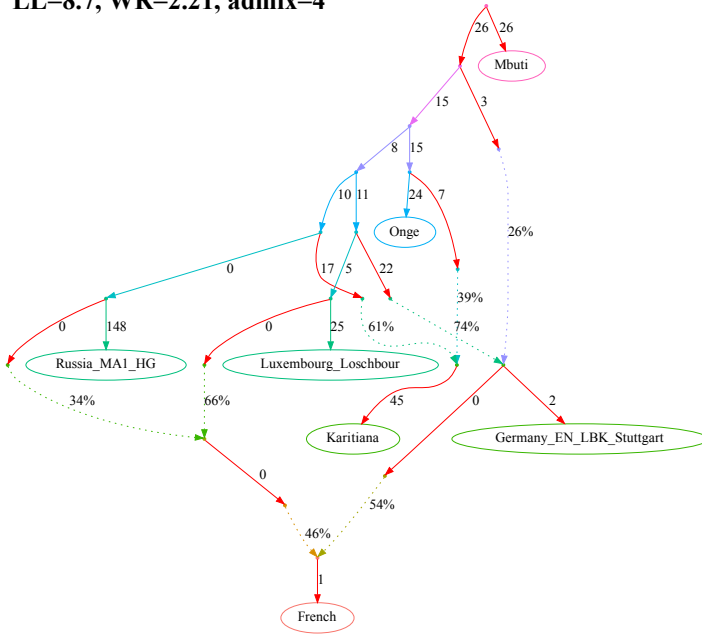 LL=8.7, WR=2.21, admix=4
26 26
Mbuti
15 3
8 15
10 11 24 7
Onge 26%
0 17 5 22
39%
0 148 0 25 61% 74%
Russia_MA1_HG Luxembourg_Loschbour
34% 66% 45 0 2
Karitiana Germany_EN_LBK_Stuttgart
0
54%
46%
1
French